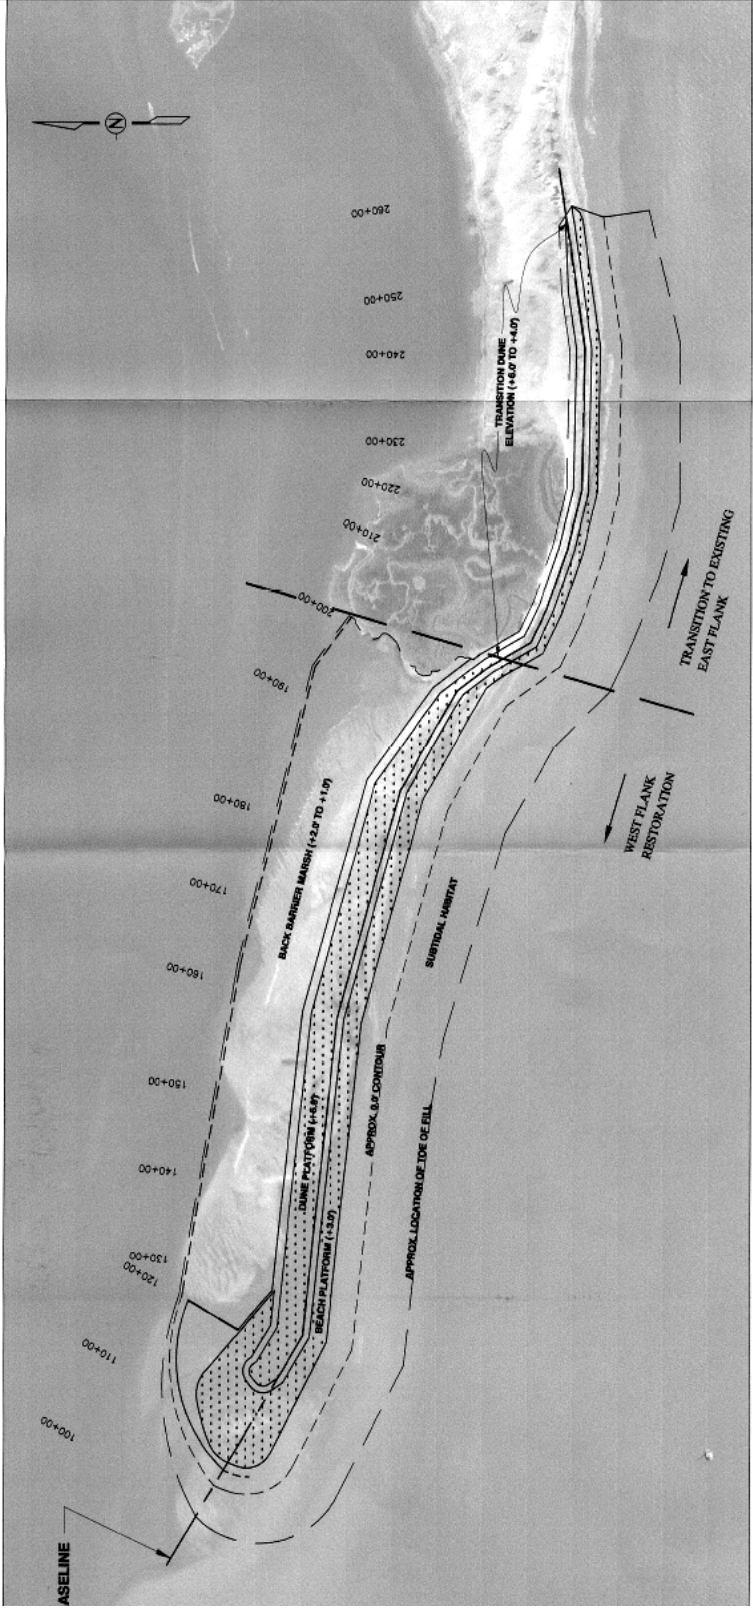 N
260+00
250+00
240+00
230+00
220+00
210+00
200+00
190+00
180+00
170+00
160+00
150+00
140+00
130+00
120+00
110+00
100+00
TRANSITION DUNE
ELEVATION (+6.0' TO +4.0')
TRANSITION TO EXISTING
EAST FLANK
WEST FLANK
RESTORATION
BACK BARRIER MARSH (+2.0' TO +1.0')
SUBTIDAL HABITAT
DUNE PLATFORM (+6.0')
APPROX. 0.0' CONTOUR
BEACH PLATFORM (+3.0')
APPROX. LOCATION OF TOE OF FILL
ASELINE